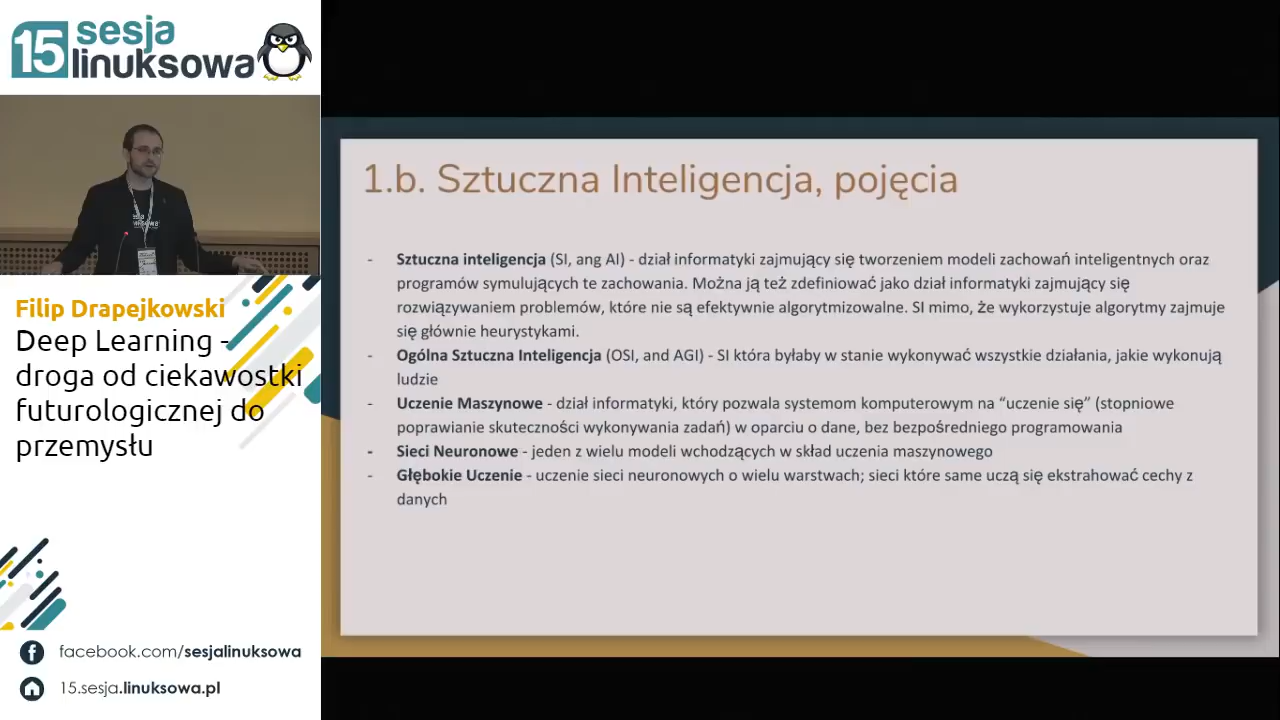 15 sesja
linuksowa
Filip Drapejkowski
Deep Learning -
droga od ciekawostki
futurologicznej do
przemysłu
facebook.com/sesjalinuksowa
15.sesja.linuksowa.pl
1.b. Sztuczna Inteligencja, pojęcia
- Sztuczna inteligencja (SI, ang AI) - dział informatyki zajmujący się tworzeniem modeli zachowań inteligentnych oraz
programów symulujących te zachowania. Można ją też zdefiniować jako dział informatyki zajmujący się
rozwiązywaniem problemów, które nie są efektywnie algorytmizowalne. SI mimo, że wykorzystuje algorytmy zajmuje
się głównie heurystykami.
- Ogólna Sztuczna Inteligencja (OSI, and AGI) - SI która byłaby w stanie wykonywać wszystkie działania, jakie wykonują
ludzie
- Uczenie Maszynowe - dział informatyki, który pozwala systemom komputerowym na “uczenie się” (stopniowe
poprawianie skuteczności wykonywania zadań) w oparciu o dane, bez bezpośredniego programowania
- Sieci Neuronowe - jeden z wielu modeli wchodzących w skład uczenia maszynowego
- Głębokie Uczenie - uczenie sieci neuronowych o wielu warstwach; sieci które same uczą się ekstrahować cechy z
danych